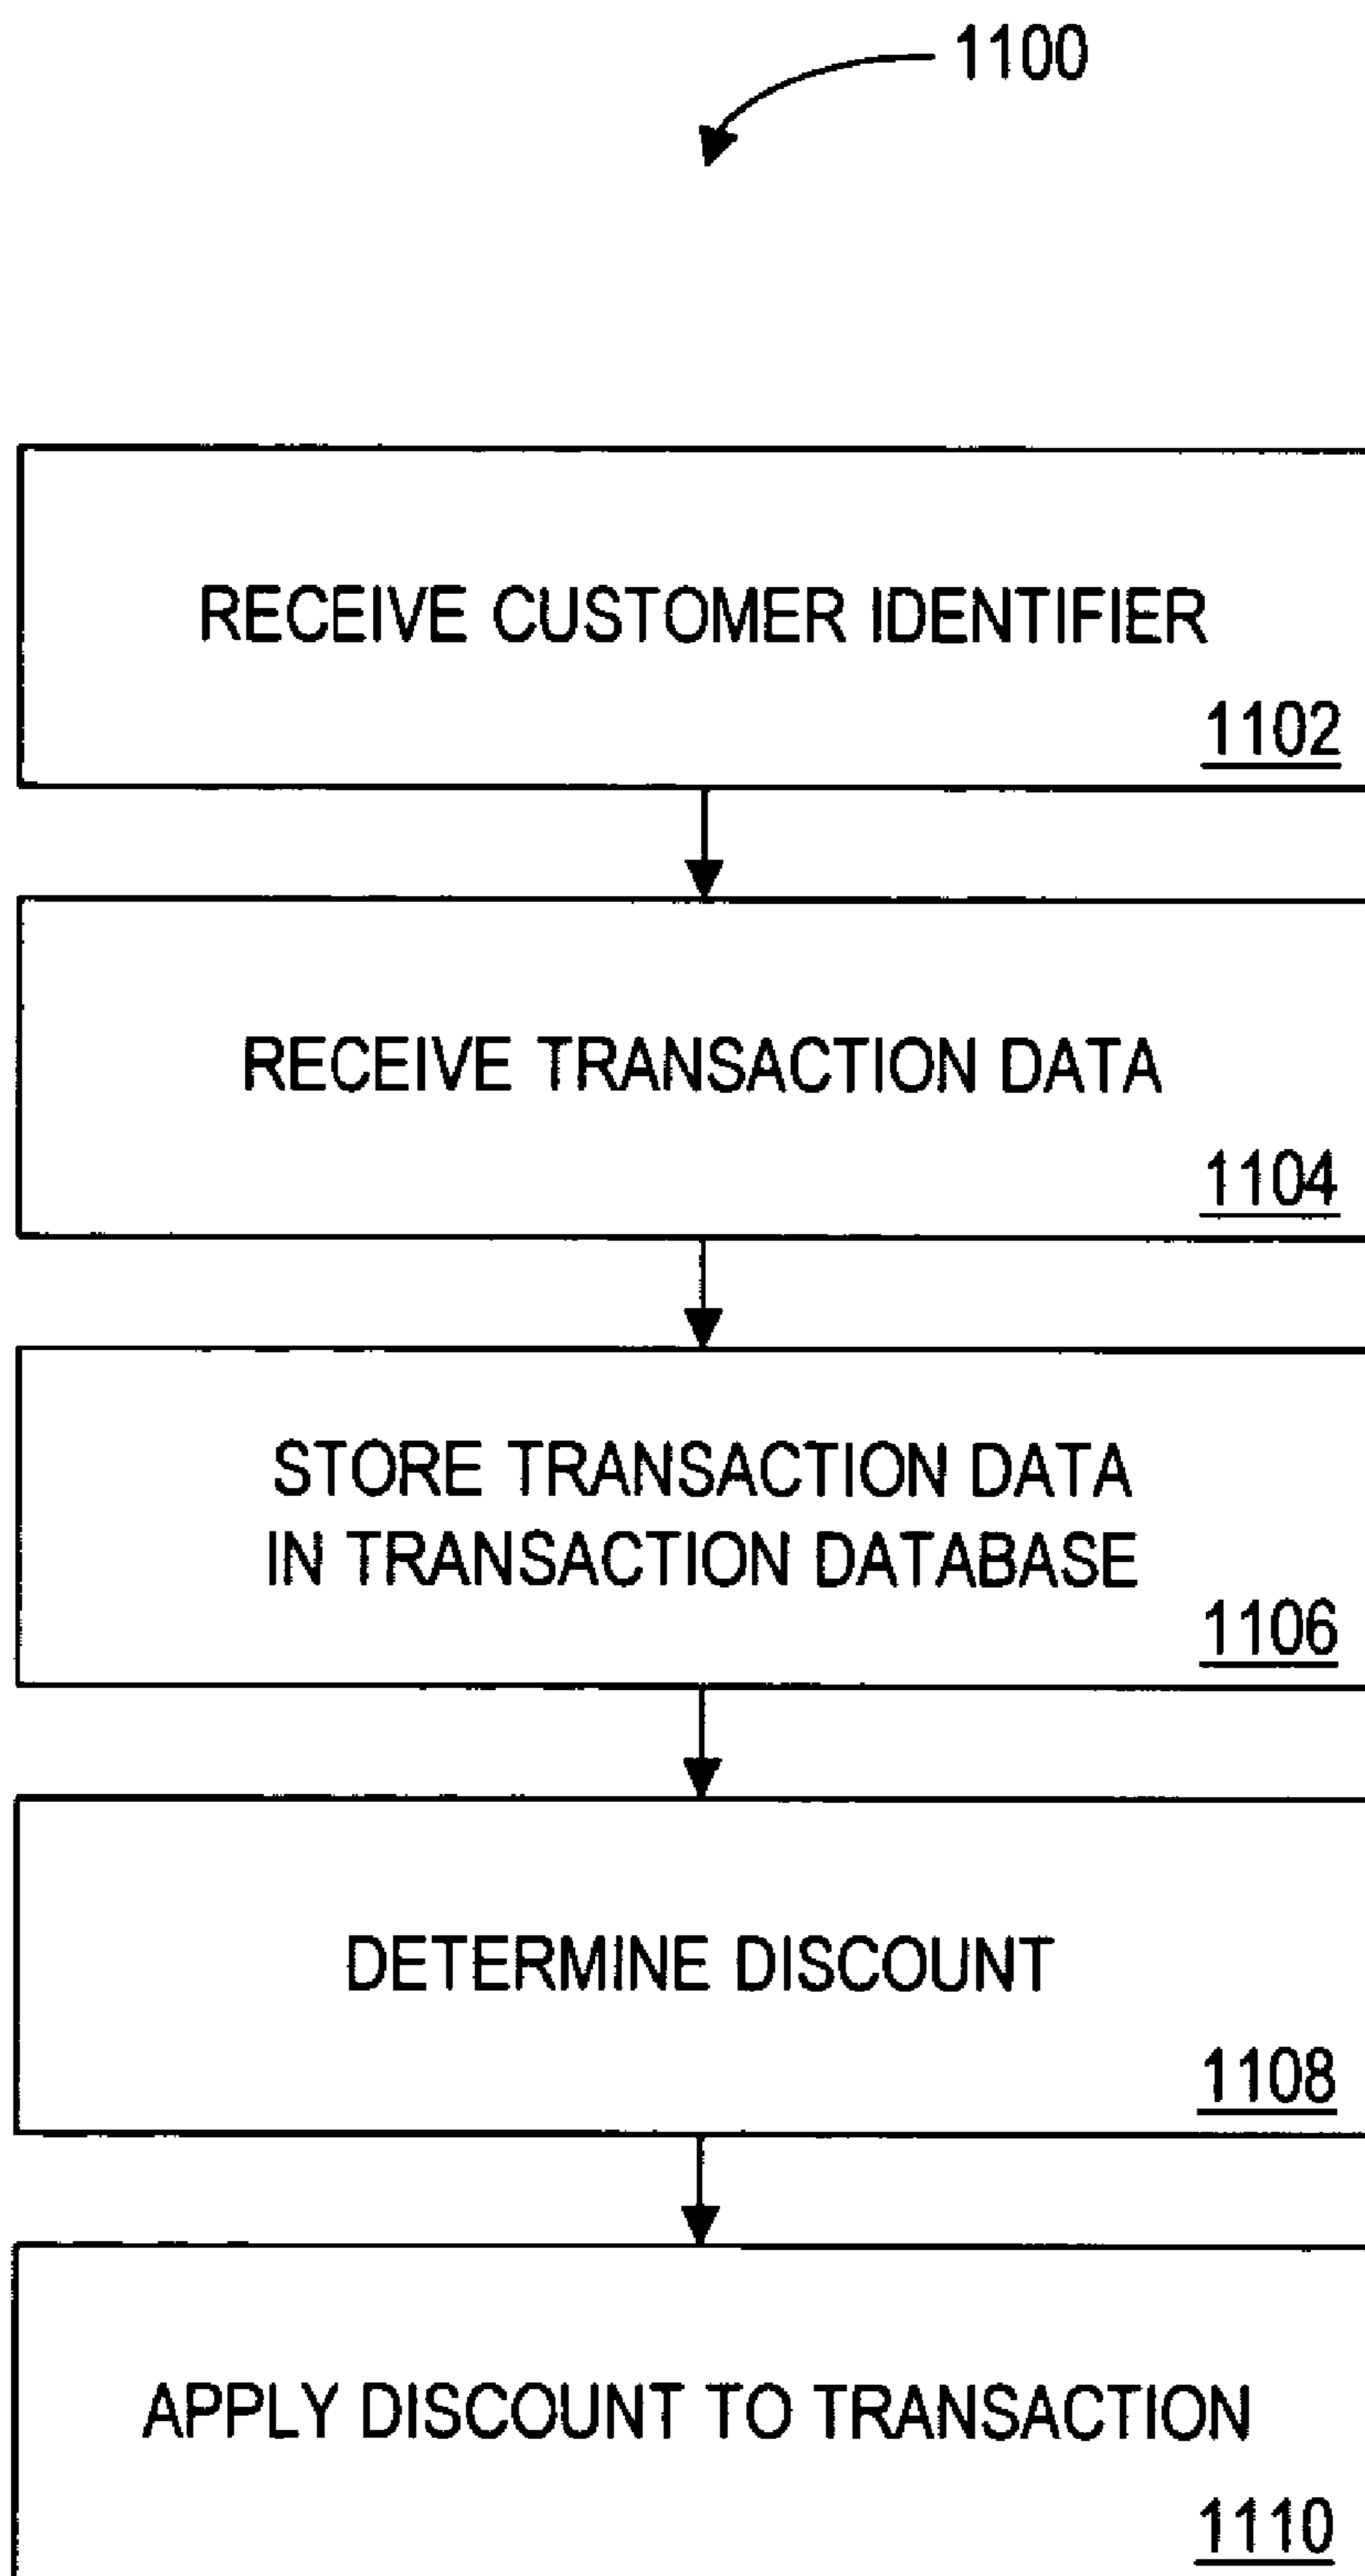 1100
RECEIVE CUSTOMER IDENTIFIER
1102
RECEIVE TRANSACTION DATA
1104
STORE TRANSACTION DATA
IN TRANSACTION DATABASE
1106
DETERMINE DISCOUNT
1108
APPLY DISCOUNT TO TRANSACTION
1110